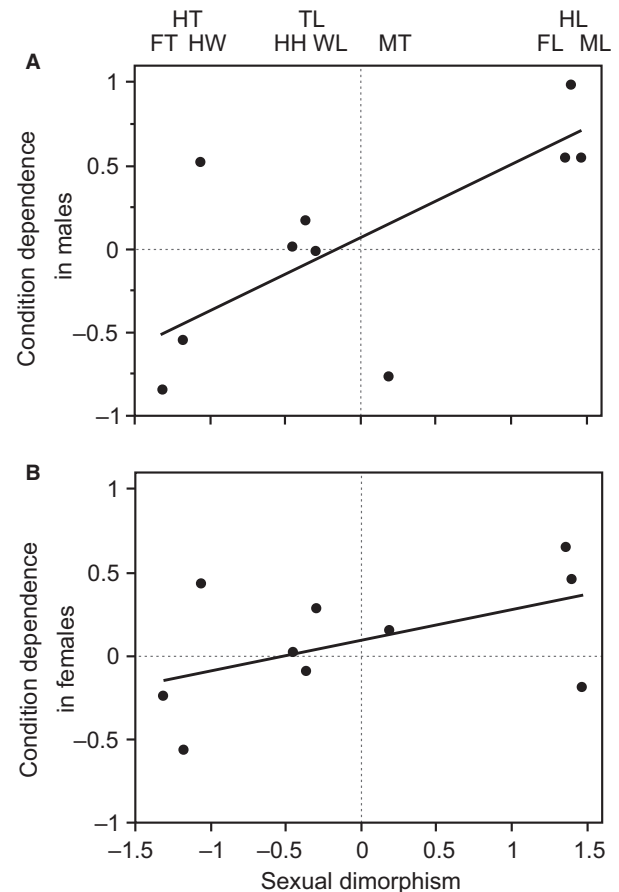 HT TL HL
FT HW HH WL MT FL ML
A
Condition dependence
in males
1
0.5
0
–0.5
–1
B
Condition dependence
in females
1
0.5
0
–0.5
–1
–1.5 –1 –0.5 0 0.5 1 1.5
Sexual dimorphism